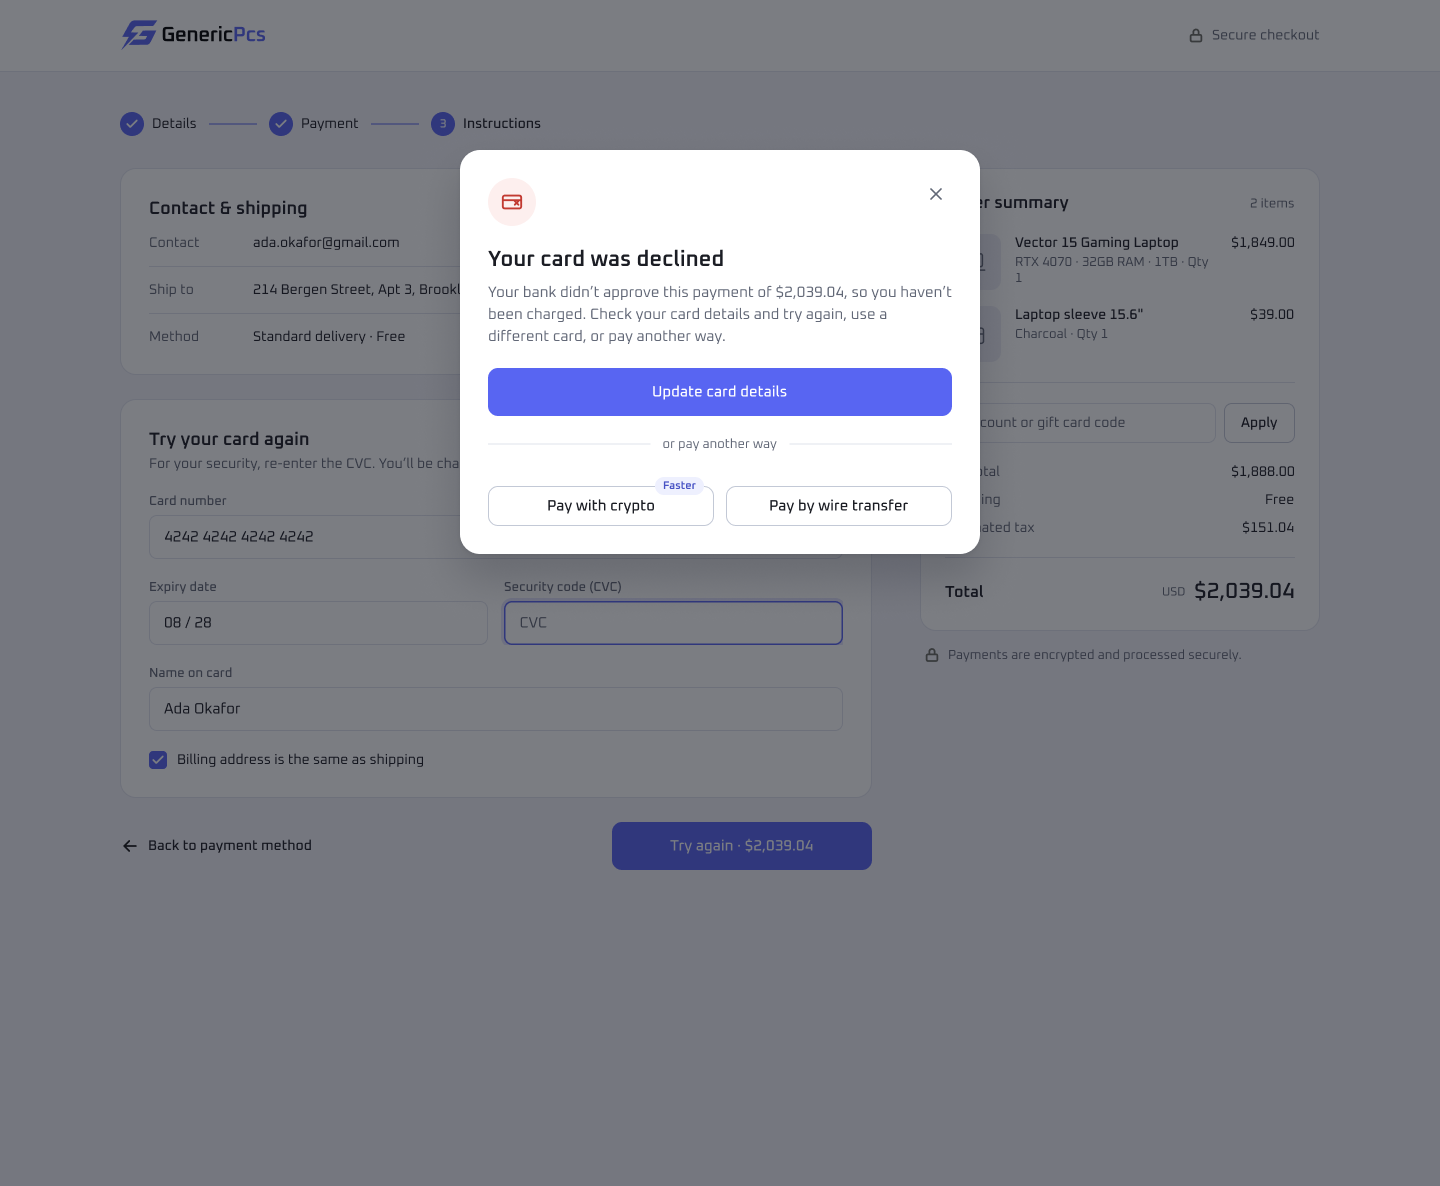 GenericPcs
Secure checkout
Details
Payment
3
Instructions
Contact & shipping
Contact
ada.okafor@gmail.com
Ship to
214 Bergen Street, Apt 3,
Method
Standard delivery · Free
Try your card again
For your security, re-enter the CVC. You’ll be
Card number
4242 4242 4242 4242
Expiry date
Security code (CVC)
08 / 28
CVC
Name on card
Ada Okafor
Billing address is the same as shipping
Back to payment method
Try again · $2,039.04
Your card was declined
Your bank didn’t approve this payment of $2,039.04, so you haven’t
been charged. Check your card details and try again, use a
different card, or pay another way.
Update card details
or pay another way
Faster
Pay with crypto
Pay by wire transfer
summary
2 items
Vector 15 Gaming Laptop
$1,849.00
RTX 4070 · 32GB RAM · 1TB · Qty
1
Laptop sleeve 15.6"
$39.00
Charcoal · Qty 1
or gift card code
Apply
$1,888.00
Free
tax
$151.04
Total
USD
$2,039.04
Payments are encrypted and processed securely.